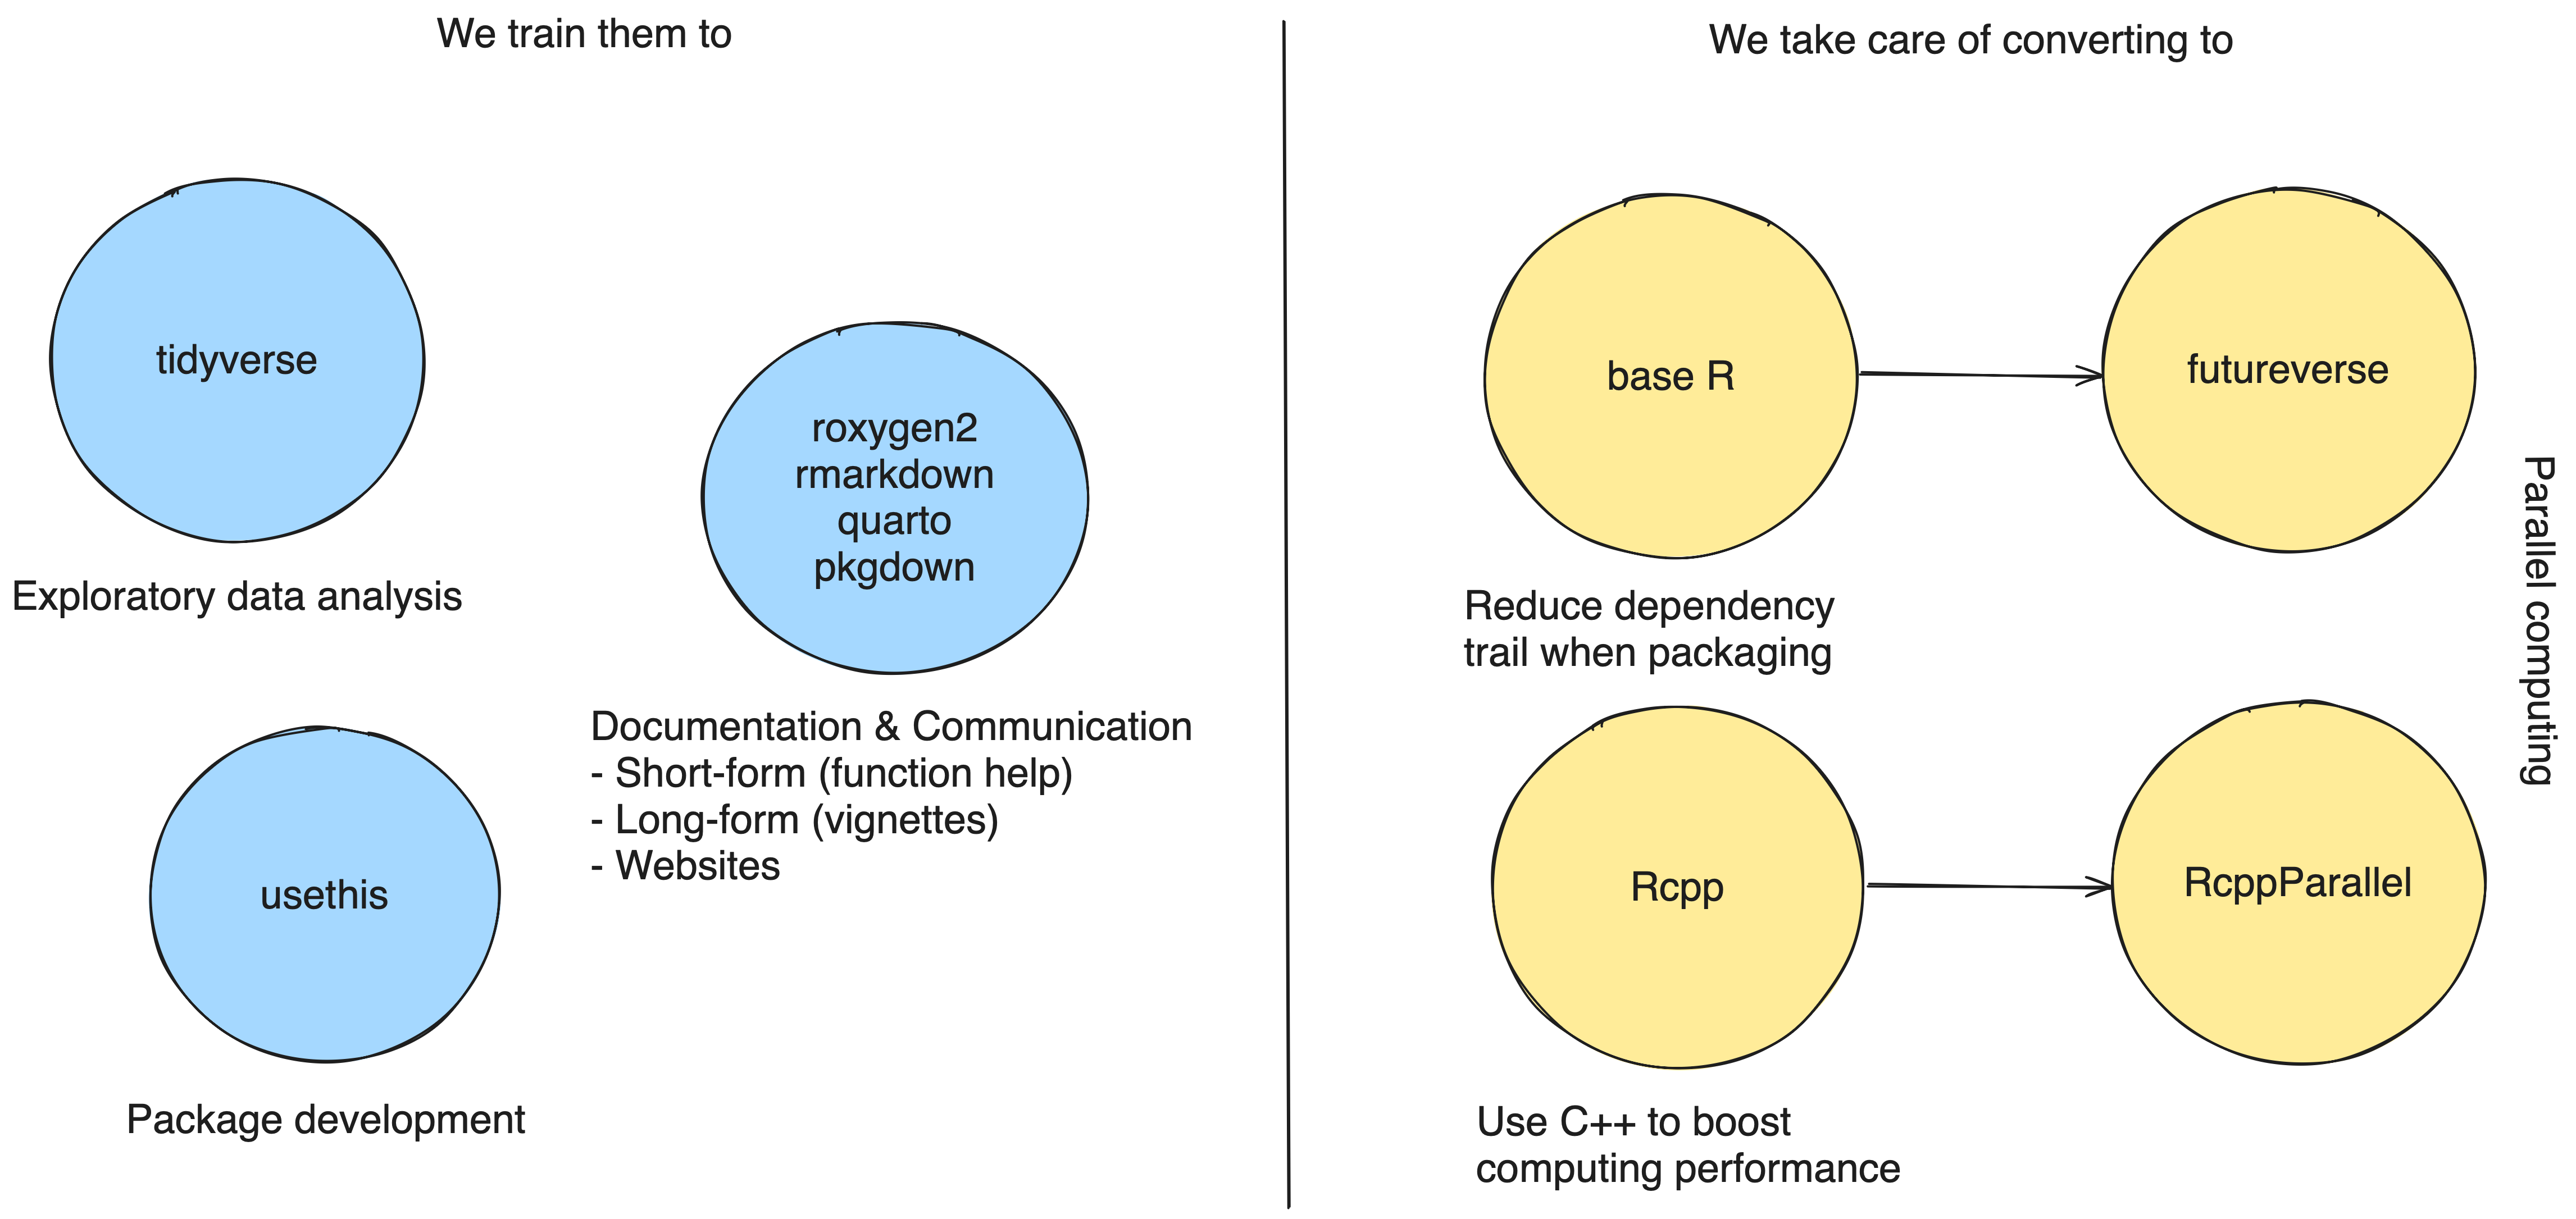 We train them to
tidyverse
Exploratory data analysis
roxygen2
rmarkdown
quarto
pkgdown
Documentation & Communication
- Short-form (function help)
- Long-form (vignettes)
- Websites
usethis
Package development
We take care of converting to
base R
Reduce dependency
trail when packaging
futureverse
Rcpp
Use C++ to boost
computing performance
RcppParallel
Parallel computing